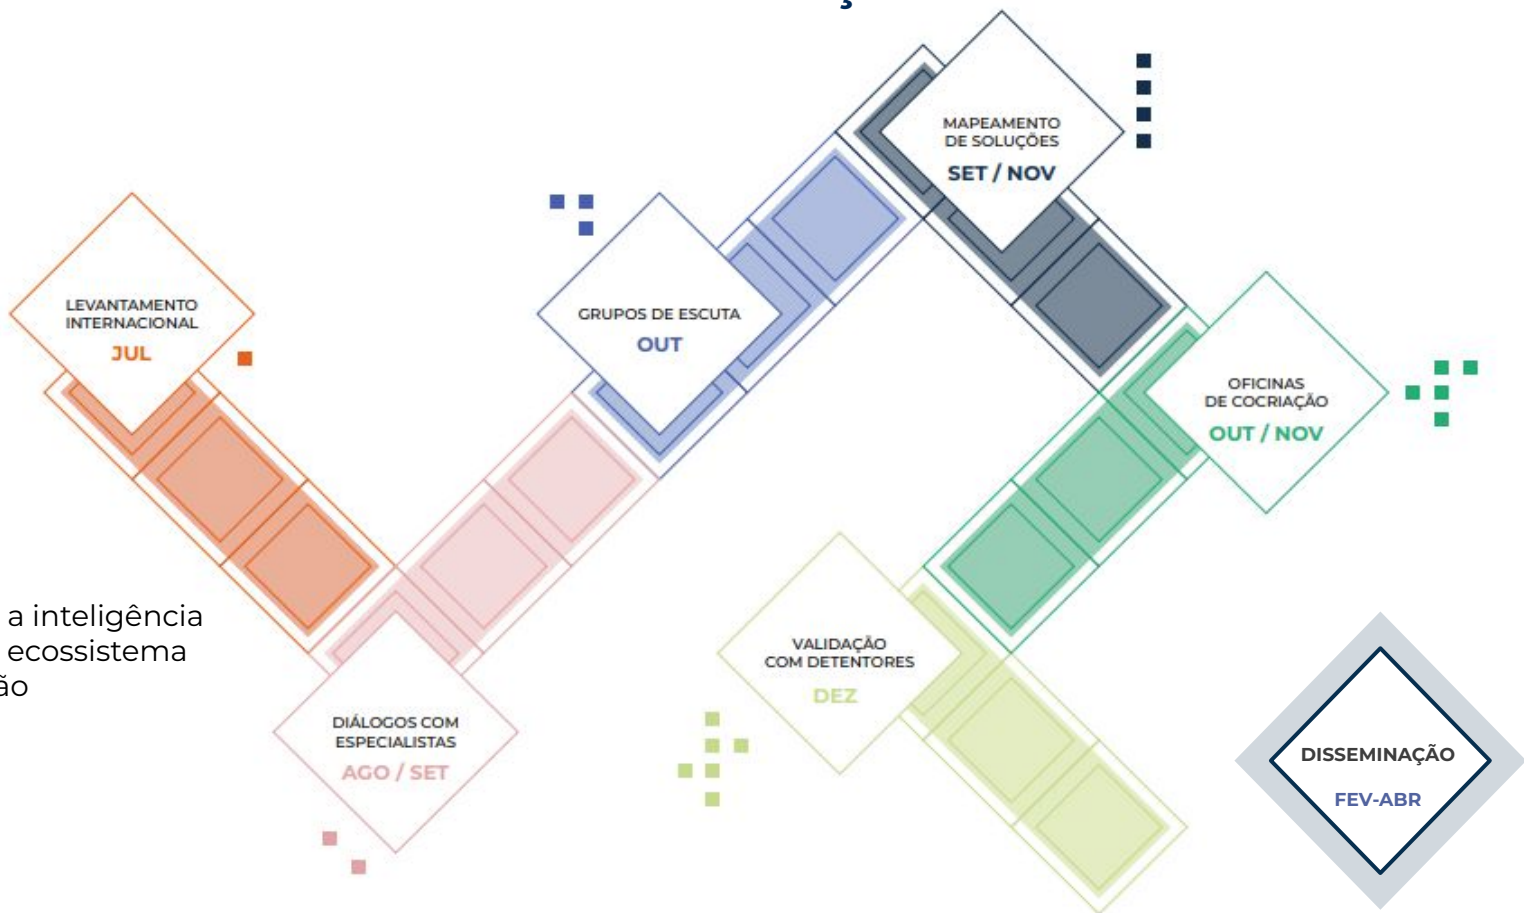 LEVANTAMENTO
INTERNACIONAL
JUL
DIÁLOGOS COM
ESPECIALISTAS
AGO / SET
GRUPOS DE ESCUTA
OUT
MAPEAMENTO
DE SOLUÇÕES
SET / NOV
OFICINAS
DE COCRIAÇÃO
OUT / NOV
VALIDAÇÃO
COM DETENTORES
DEZ
DISSEMINAÇÃO
FEV-ABR
a inteligência
ecossistema